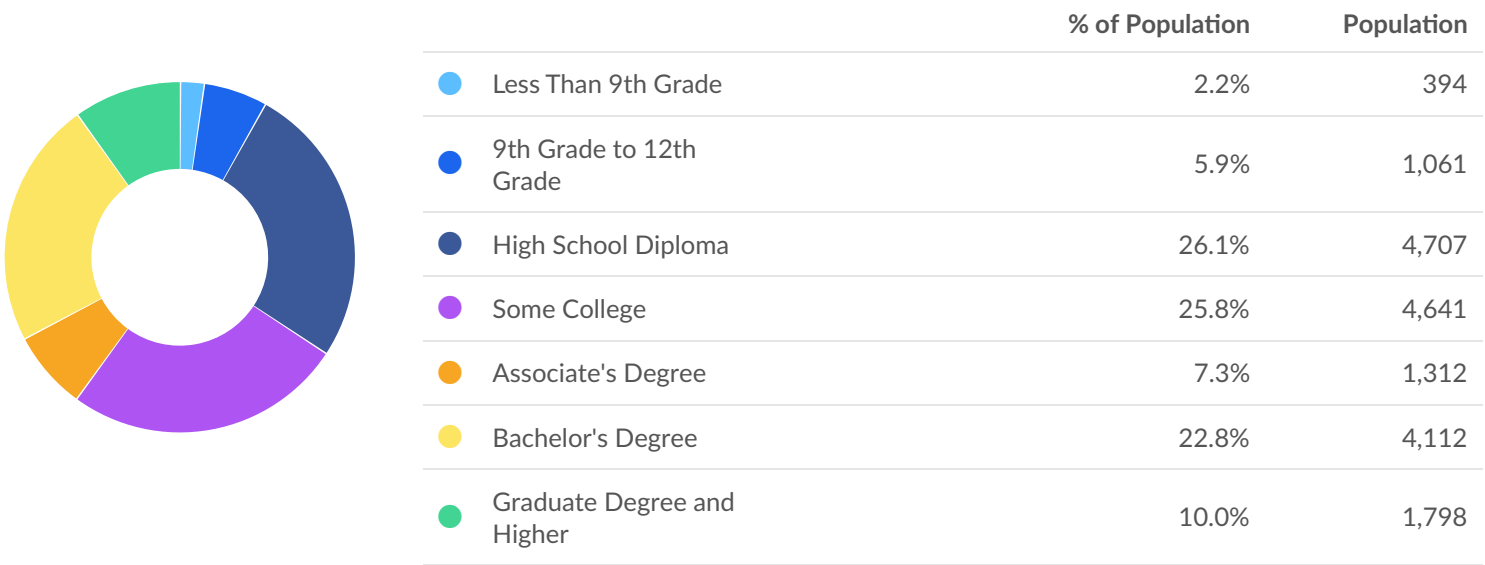 % of Population Population
Less Than 9th Grade 2.2% 394
9th Grade to 12th
Grade 5.9% 1,061
High School Diploma 26.1% 4,707
Some College 25.8% 4,641
Associate's Degree 7.3% 1,312
Bachelor's Degree 22.8% 4,112
Graduate Degree and
Higher 10.0% 1,798